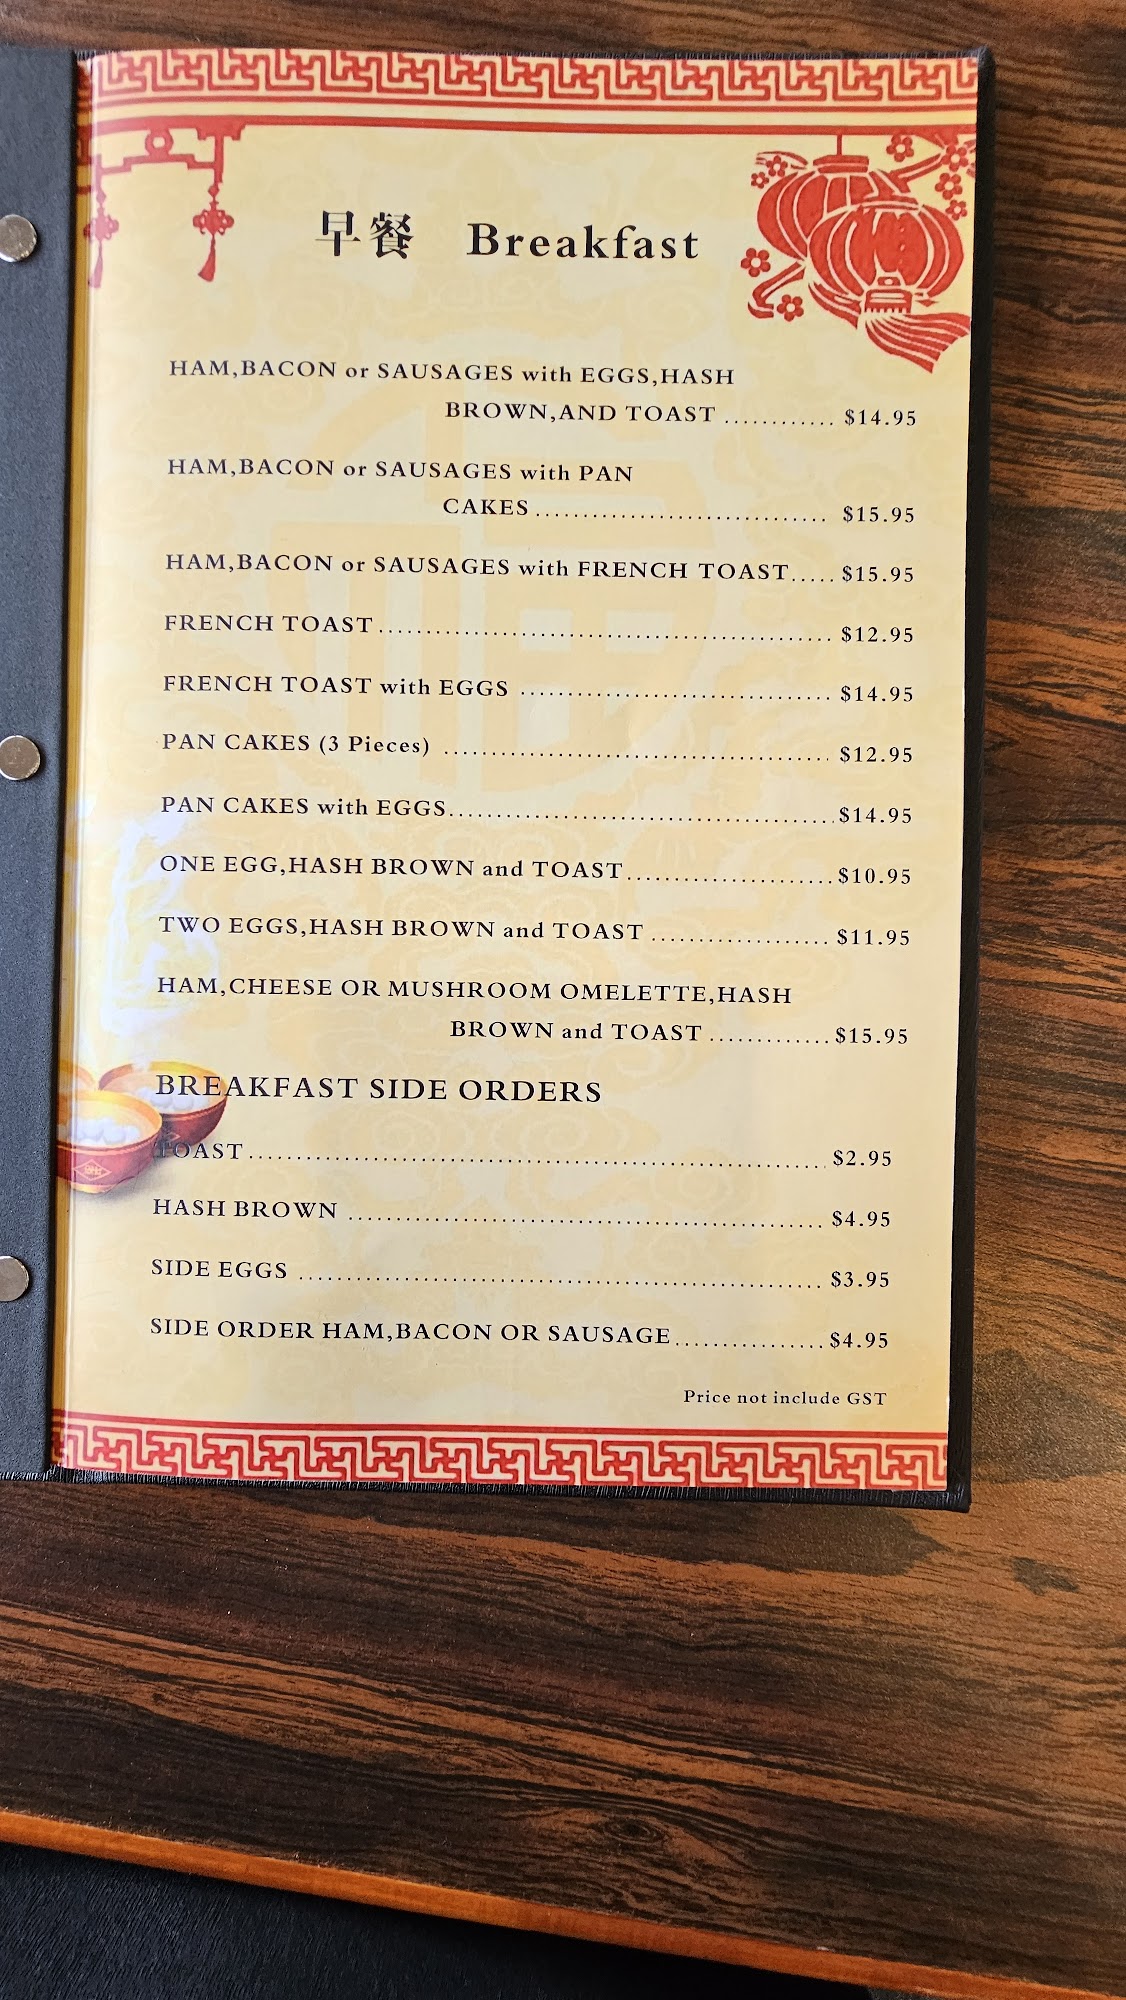 早餐 Breakfast
HAM,BACON or SAUSAGES with EGGS,HASH
BROWN,AND TOAST ............ $14.95
HAM,BACON or SAUSAGES with PAN
CAKES ............................... $15.95
HAM,BACON or SAUSAGES with FRENCH TOAST..... $15.95
FRENCH TOAST ................................................ $12.95
FRENCH TOAST with EGGS ................................. $14.95
PAN CAKES (3 Pieces) ......................................... $12.95
PAN CAKES with EGGS......................................... $14.95
ONE EGG,HASH BROWN and TOAST...................... $10.95
TWO EGGS,HASH BROWN and TOAST ................... $11.95
HAM,CHEESE OR MUSHROOM OMELETTE,HASH
BROWN and TOAST ............. $15.95
BREAKFAST SIDE ORDERS
TOAST ............................................................. $2.95
HASH BROWN .................................................. $4.95
SIDE EGGS ....................................................... $3.95
SIDE ORDER HAM,BACON OR SAUSAGE................ $4.95
Price not include GST